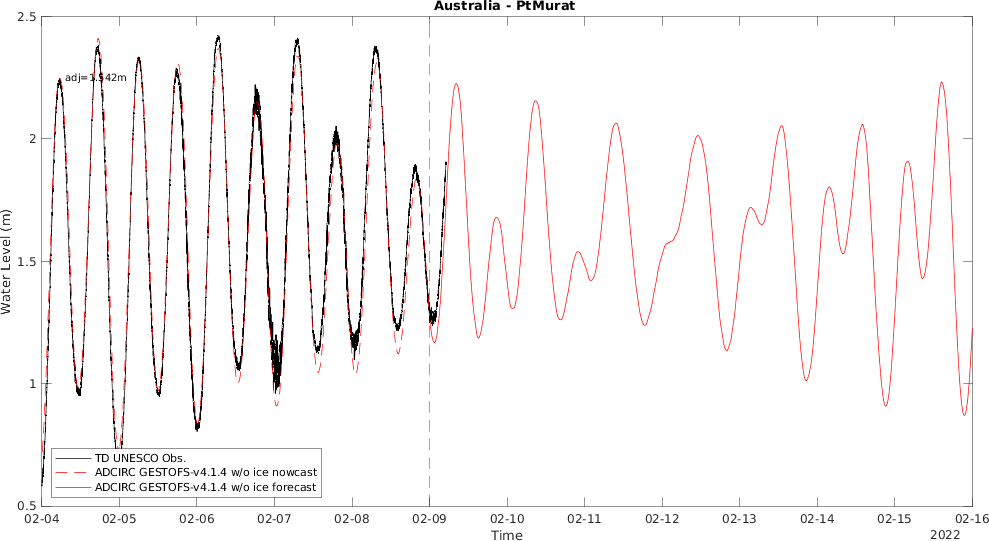 Australia - PtMurat
2.5
2
1.5
1
0.5
Water Level (m)
adj=1.542m
TD UNESCO Obs.
ADCIRC GESTOFS-v4.1.4 w/o ice nowcast
ADCIRC GESTOFS-v4.1.4 w/o ice forecast
02-04 02-05 02-06 02-07 02-08 02-09 02-10 02-11 02-12 02-13 02-14 02-15 02-16
Time
2022